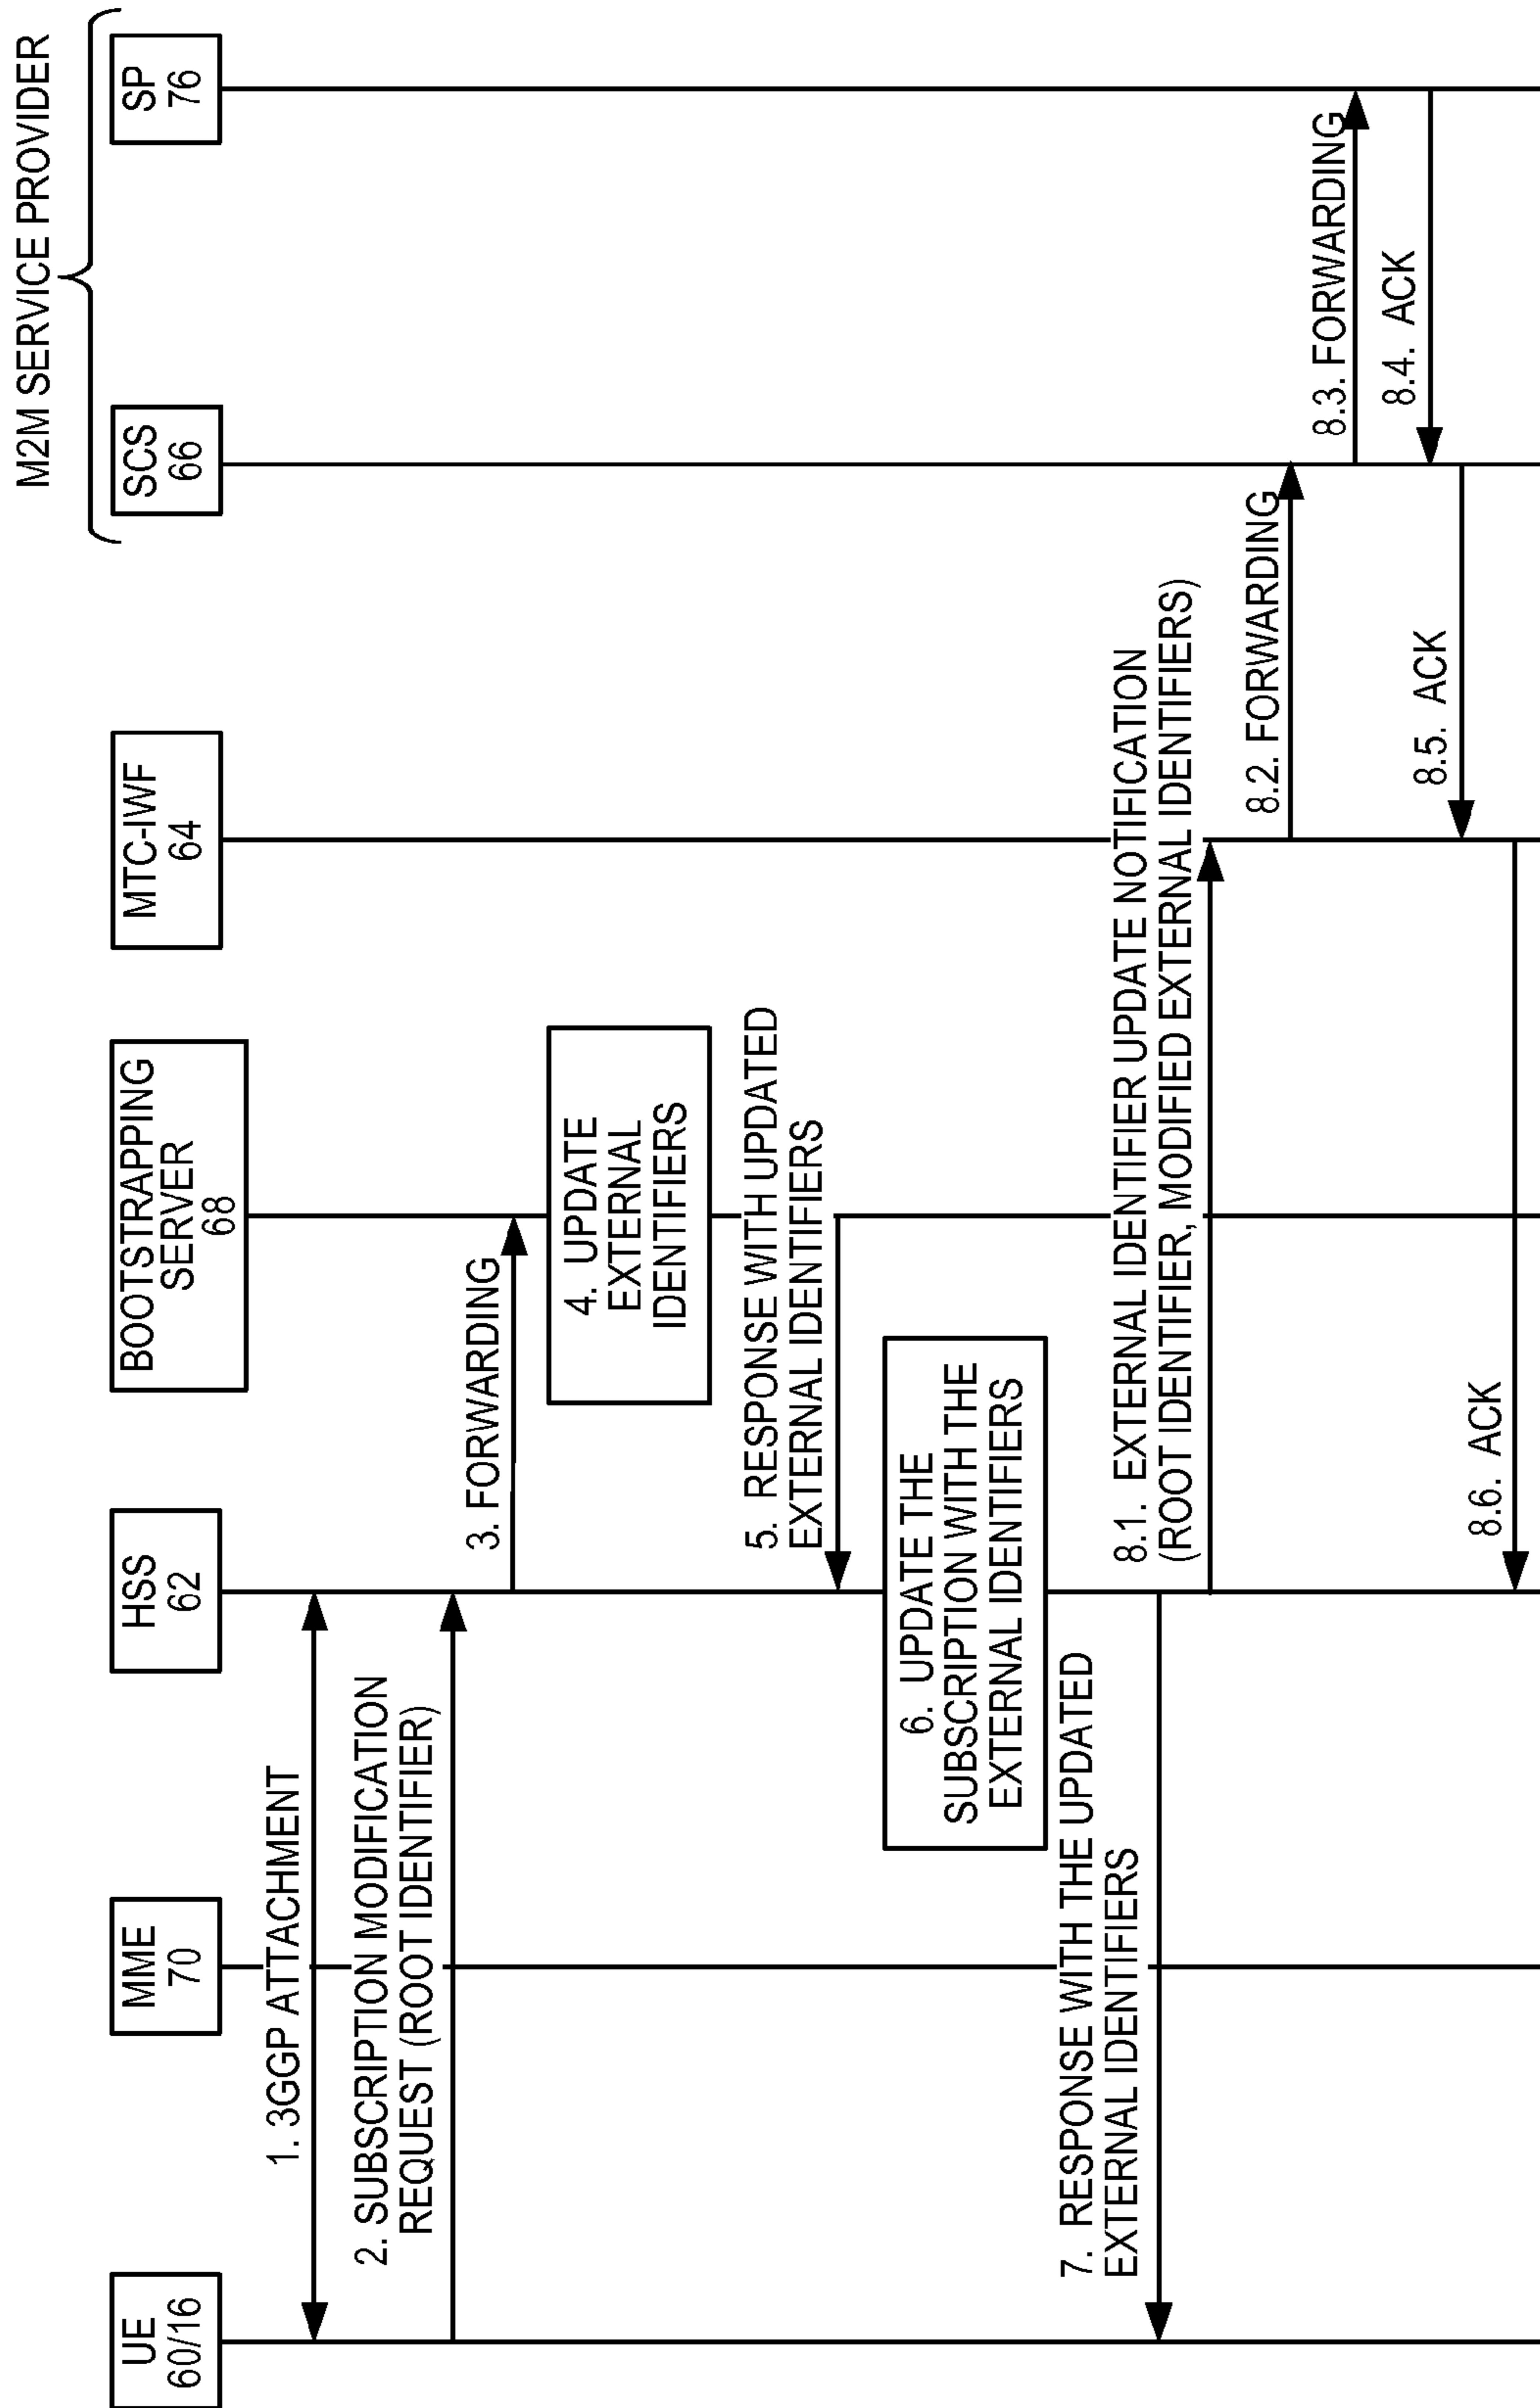 M2M SERVICE PROVIDER
UE
60/16
MME
70
HSS
62
BOOTSTRAPPING
SERVER
68
MTC-IWF
64
SCS
66
SP
76
1. 3GGP ATTACHMENT
2. SUBSCRIPTION MODIFICATION
REQUEST (ROOT IDENTIFIER)
3. FORWARDING
4. UPDATE
EXTERNAL
IDENTIFIERS
5. RESPONSE WITH UPDATED
EXTERNAL IDENTIFIERS
6. UPDATE THE
SUBSCRIPTION WITH THE
EXTERNAL IDENTIFIERS
7. RESPONSE WITH THE UPDATED
EXTERNAL IDENTIFIERS
8.1. EXTERNAL IDENTIFIER UPDATE NOTIFICATION
(ROOT IDENTIFIER, MODIFIED EXTERNAL IDENTIFIERS)
8.2. FORWARDING
8.3. FORWARDING
8.4. ACK
8.5. ACK
8.6. ACK